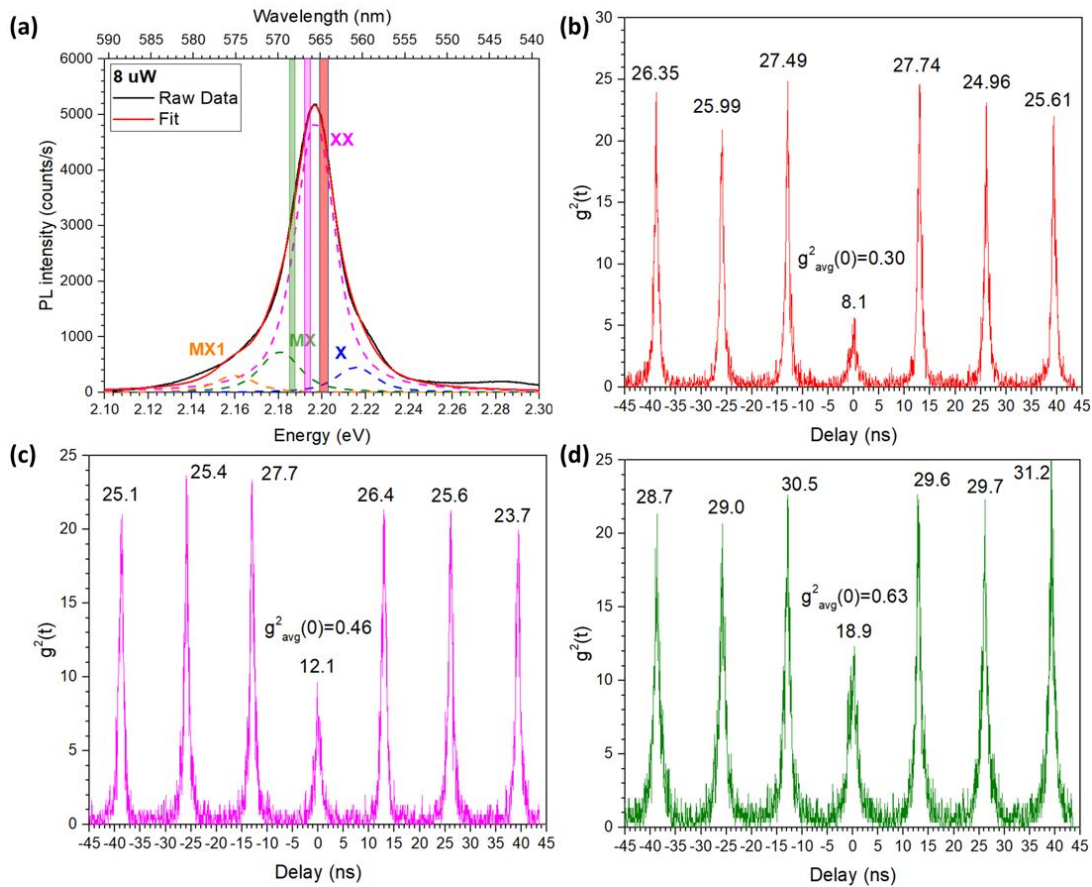 (a)
Wavelength (nm)
590 585 580 575 570 565 560 555 550 545 540
8 uW
Raw Data
Fit
XX
MX1
MX
X
PL intensity (counts/s)
6000
5000
4000
3000
2000
1000
0
2.10 2.12 2.14 2.16 2.18 2.20 2.22 2.24 2.26 2.28 2.30
Energy (eV)
(b)
g²(t)
30
25
20
15
10
5
0
26.35
25.99
27.49
27.74
24.96
25.61
g²avg(0)=0.30
8.1
-45 -40 -35 -30 -25 -20 -15 -10 -5 0 5 10 15 20 25 30 35 40 45
Delay (ns)
(c)
g²(t)
25
20
15
10
5
0
25.1
25.4
27.7
26.4
25.6
23.7
g²avg(0)=0.46
12.1
-45 -40 -35 -30 -25 -20 -15 -10 -5 0 5 10 15 20 25 30 35 40 45
Delay (ns)
(d)
g²(t)
25
20
15
10
5
0
28.7
29.0
30.5
29.6
29.7
31.2
g²avg(0)=0.63
18.9
-45 -40 -35 -30 -25 -20 -15 -10 -5 0 5 10 15 20 25 30 35 40 45
Delay (ns)